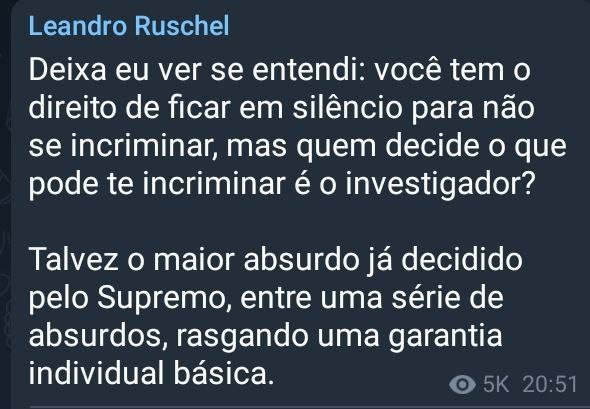 Leandro Ruschel
Deixa eu ver se entendi: você tem o
direito de ficar em silêncio para não
se incriminar, mas quem decide o que
pode te incriminar é o investigador?
Talvez o maior absurdo já decidido
pelo Supremo, entre uma série de
absurdos, rasgando uma garantia
individual básica.
5K 20:51